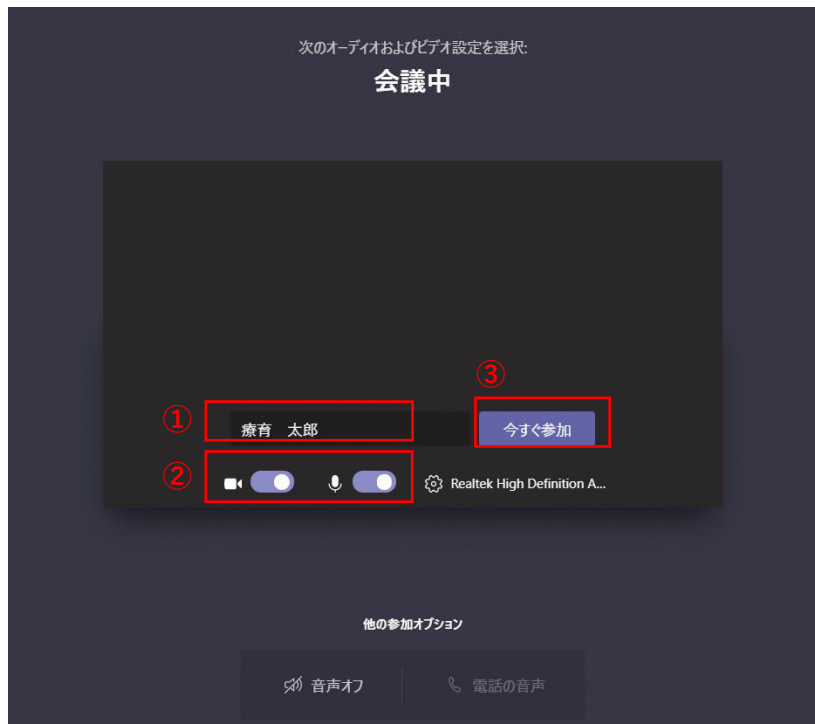 次のオーディオおよびビデオ設定を選択:
会議中
③
① 療育　太郎 今すぐ参加
② Realtek High Definition A...
他の参加オプション
音声オフ 電話の音声